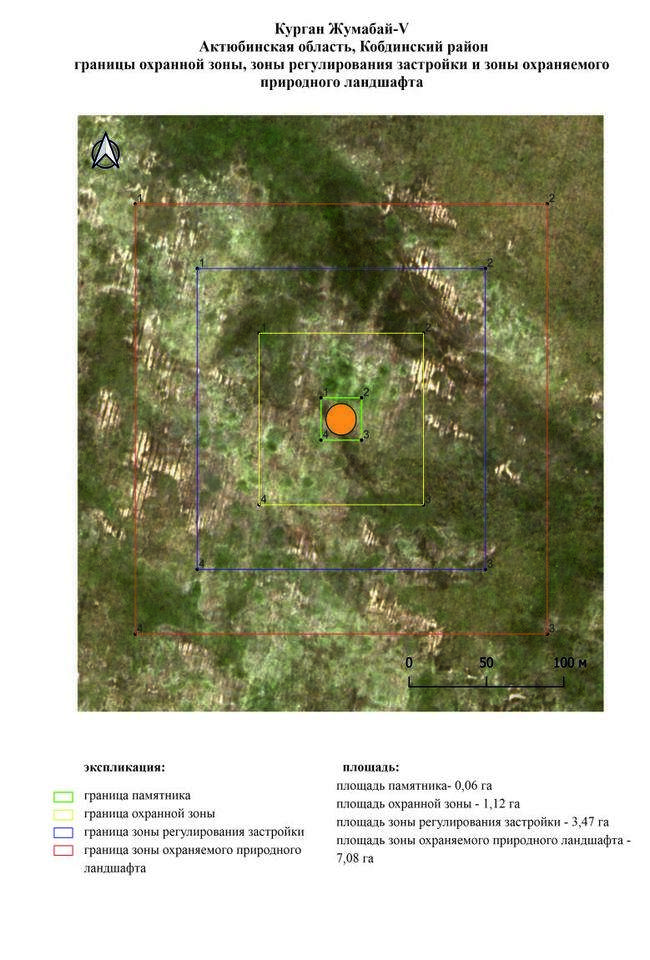 Курган Жумабай-V
Актюбинская область, Кобдинский район
границы охранной зоны, зоны регулирования застройки и зоны охраняемого
природного ландшафта
1 2
1 2
2
1 2
4 3
4 3
4 3
4 3
0 50 100 м
экспликация:
граница памятника
граница охранной зоны
граница зоны регулирования застройки
граница зоны охраняемого природного
ландшафта
площадь:
площадь памятника- 0,06 га
площадь охранной зоны - 1,12 га
площадь зоны регулирования застройки - 3,47 га
площадь зоны охраняемого природного ландшафта -
7,08 га